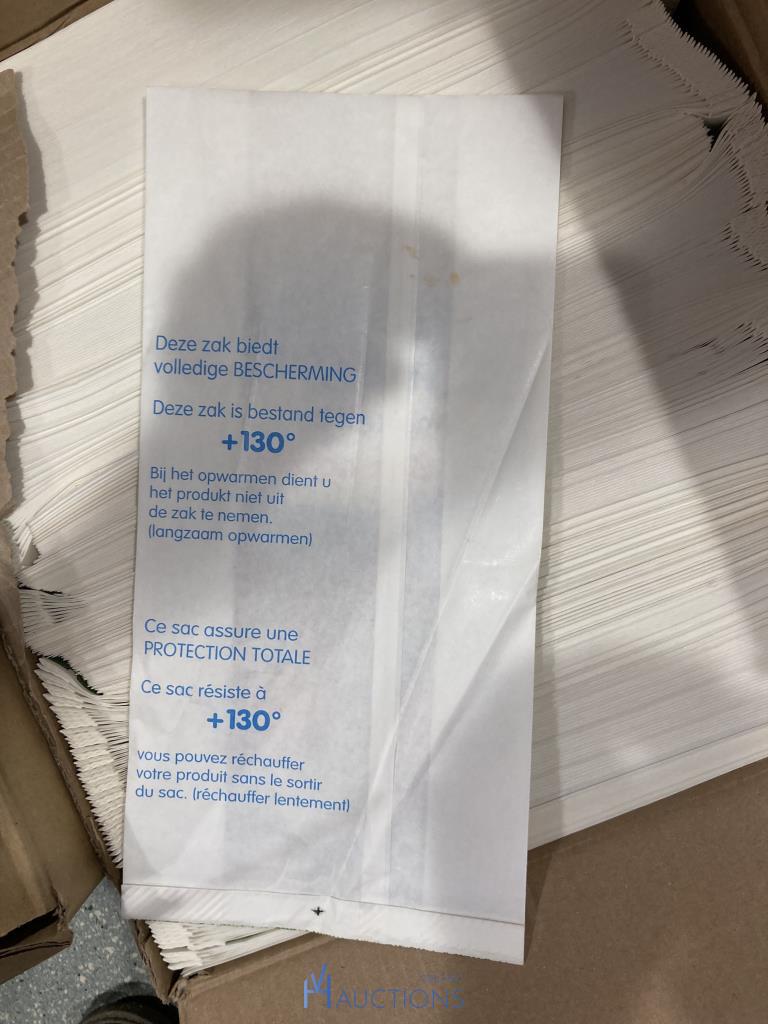 Deze zak biedt
volledige BESCHERMING
Deze zak is bestand tegen
+130°
Bij het opwarmen dient u
het produkt niet uit
de zak te nemen.
(langzaam opwarmen)
Ce sac assure une
PROTECTION TOTALE
Ce sac résiste à
+130°
vous pouvez réchauffer
votre produit sans le sortir
du sac. (réchauffer lentement)
AUCTIONS